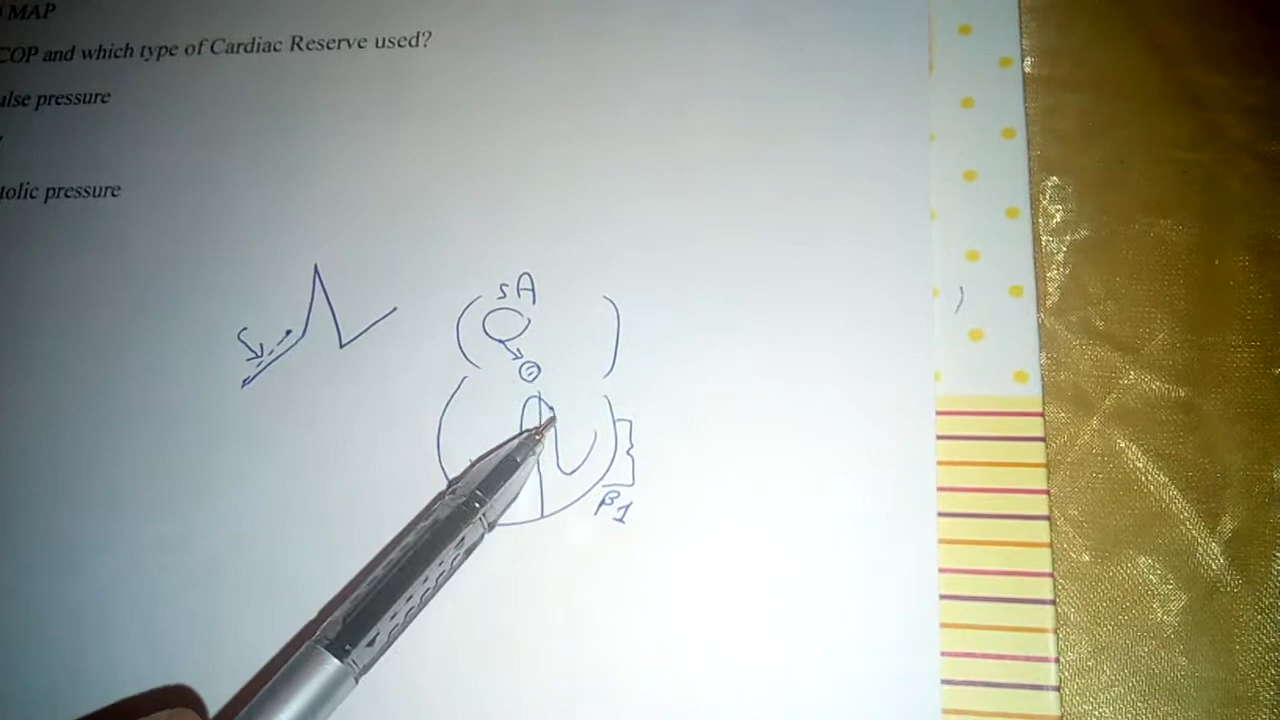 MAP
COP and which type of Cardiac Reserve used?
alse pressure
tolic pressure
SA
β1